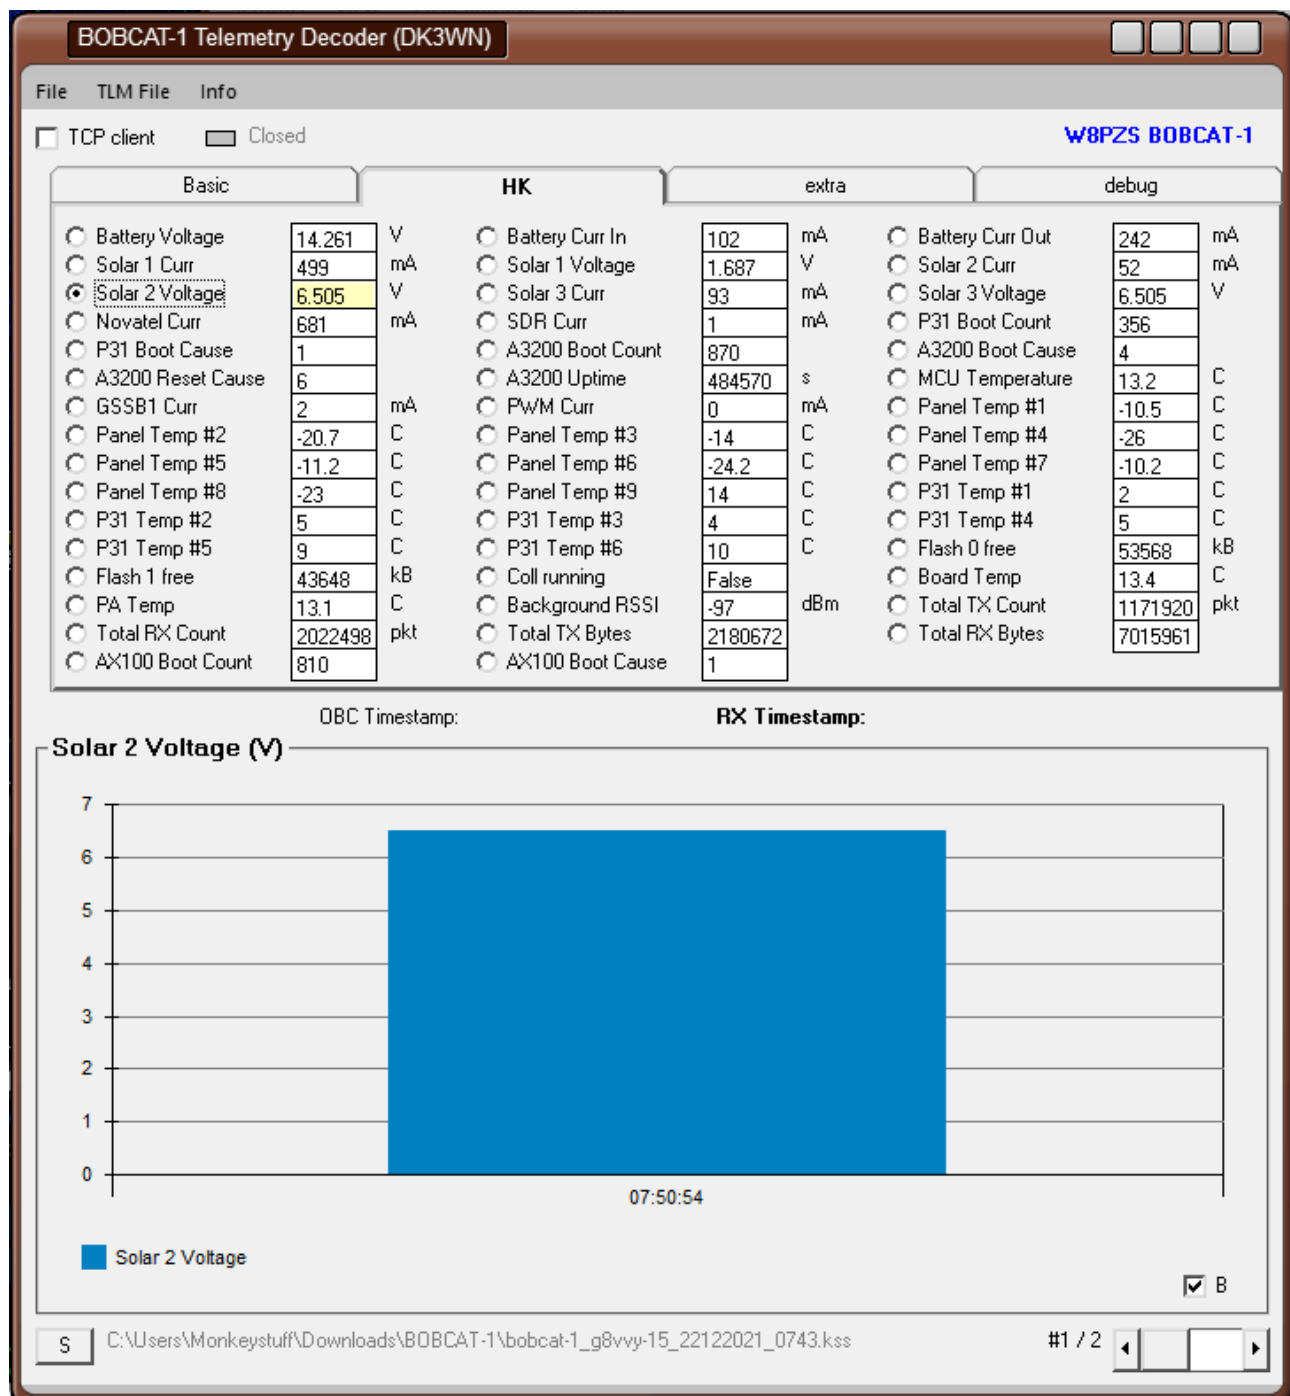 BOBCAT-1 Telemetry Decoder (DK3WN)
File TLM File Info
TCP client Closed W8PZS BOBCAT-1
Basic HK extra debug
Battery Voltage 14.261 V Battery Curr In 102 mA Battery Curr Out 242 mA
Solar 1 Curr 499 mA Solar 1 Voltage 1.687 V Solar 2 Curr 52 mA
Solar 2 Voltage 6.505 V Solar 3 Curr 93 mA Solar 3 Voltage 6.505 V
Novatel Curr 681 mA SDR Curr 1 mA P31 Boot Count 356
P31 Boot Cause 1 A3200 Boot Count 870 A3200 Boot Cause 4
A3200 Reset Cause 6 A3200 Uptime 484570 s MCU Temperature 13.2 C
GSSB1 Curr 2 mA PWM Curr 0 mA Panel Temp #1 -10.5 C
Panel Temp #2 -20.7 C Panel Temp #3 -14 C Panel Temp #4 -26 C
Panel Temp #5 -11.2 C Panel Temp #6 -24.2 C Panel Temp #7 -10.2 C
Panel Temp #8 -23 C Panel Temp #9 14 C P31 Temp #1 2 C
P31 Temp #2 5 C P31 Temp #3 4 C P31 Temp #4 5 C
P31 Temp #5 9 C P31 Temp #6 10 C Flash 0 free 53568 kB
Flash 1 free 43648 kB Coll running False Board Temp 13.4 C
PA Temp 13.1 C Background RSSI -97 dBm Total TX Count 1171920 pkt
Total RX Count 2022498 pkt Total TX Bytes 2180672 Total RX Bytes 7015961
AX100 Boot Count 810 AX100 Boot Cause 1
OBC Timestamp: RX Timestamp:
Solar 2 Voltage (V)
7
6
5
4
3
2
1
0
07:50:54
Solar 2 Voltage
B
S C:\Users\Monkeystuff\Downloads\BOBCAT-1\bobcat-1_g8vvy-15_22122021_0743.kss #1 / 2